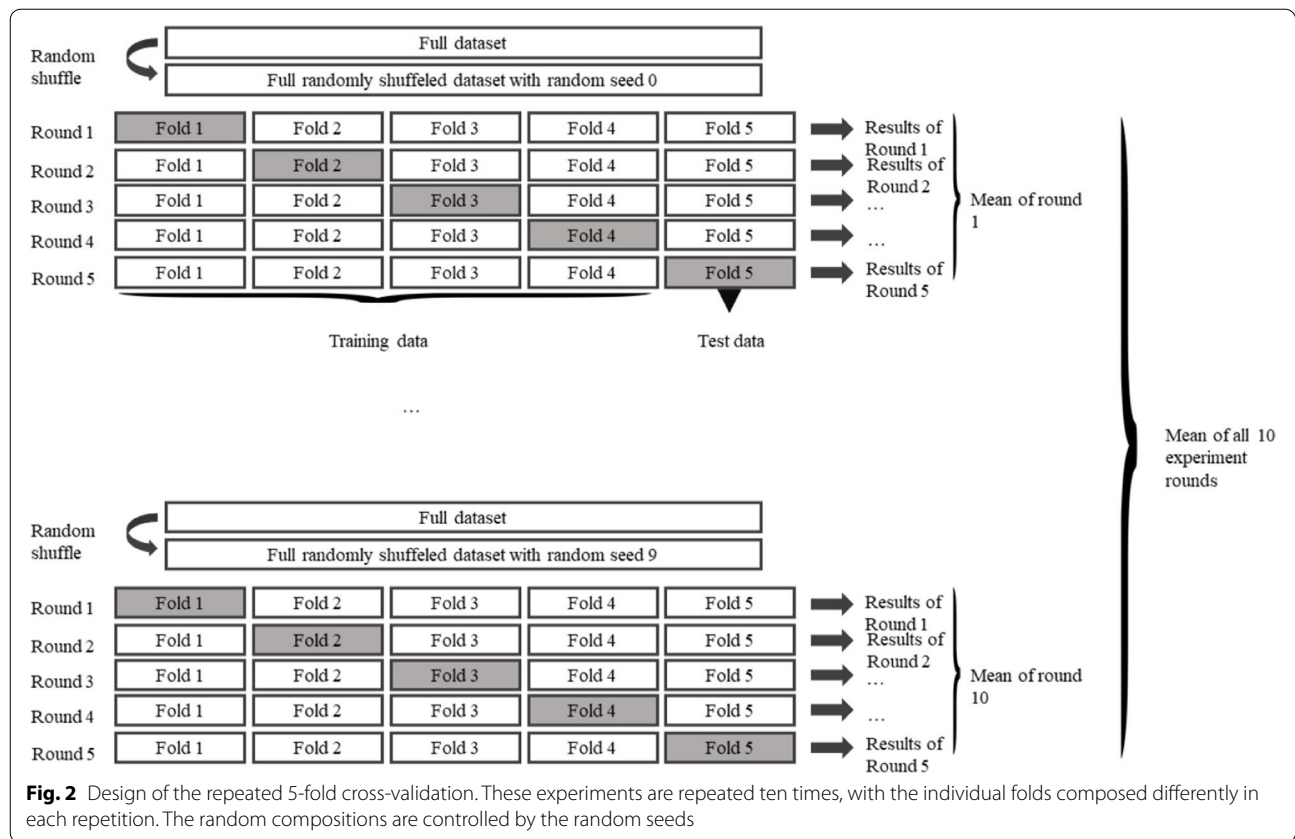 Full dataset
Random
shuffle
Full randomly shuffeled dataset with random seed 0
Round 1 Fold 1 Fold 2 Fold 3 Fold 4 Fold 5 Results of
Round 1
Round 2 Fold 1 Fold 2 Fold 3 Fold 4 Fold 5 Results of
Round 2
Round 3 Fold 1 Fold 2 Fold 3 Fold 4 Fold 5 …
Mean of round
1
Round 4 Fold 1 Fold 2 Fold 3 Fold 4 Fold 5 …
Round 5 Fold 1 Fold 2 Fold 3 Fold 4 Fold 5 Results of
Round 5
Training data Test data
…
Mean of all 10
experiment
rounds
Full dataset
Random
shuffle
Full randomly shuffeled dataset with random seed 9
Round 1 Fold 1 Fold 2 Fold 3 Fold 4 Fold 5 Results of
Round 1
Round 2 Fold 1 Fold 2 Fold 3 Fold 4 Fold 5 Results of
Round 2
Round 3 Fold 1 Fold 2 Fold 3 Fold 4 Fold 5 …
Mean of round
10
Round 4 Fold 1 Fold 2 Fold 3 Fold 4 Fold 5 …
Round 5 Fold 1 Fold 2 Fold 3 Fold 4 Fold 5 Results of
Round 5
Fig. 2 Design of the repeated 5-fold cross-validation. These experiments are repeated ten times, with the individual folds composed differently in
each repetition. The random compositions are controlled by the random seeds